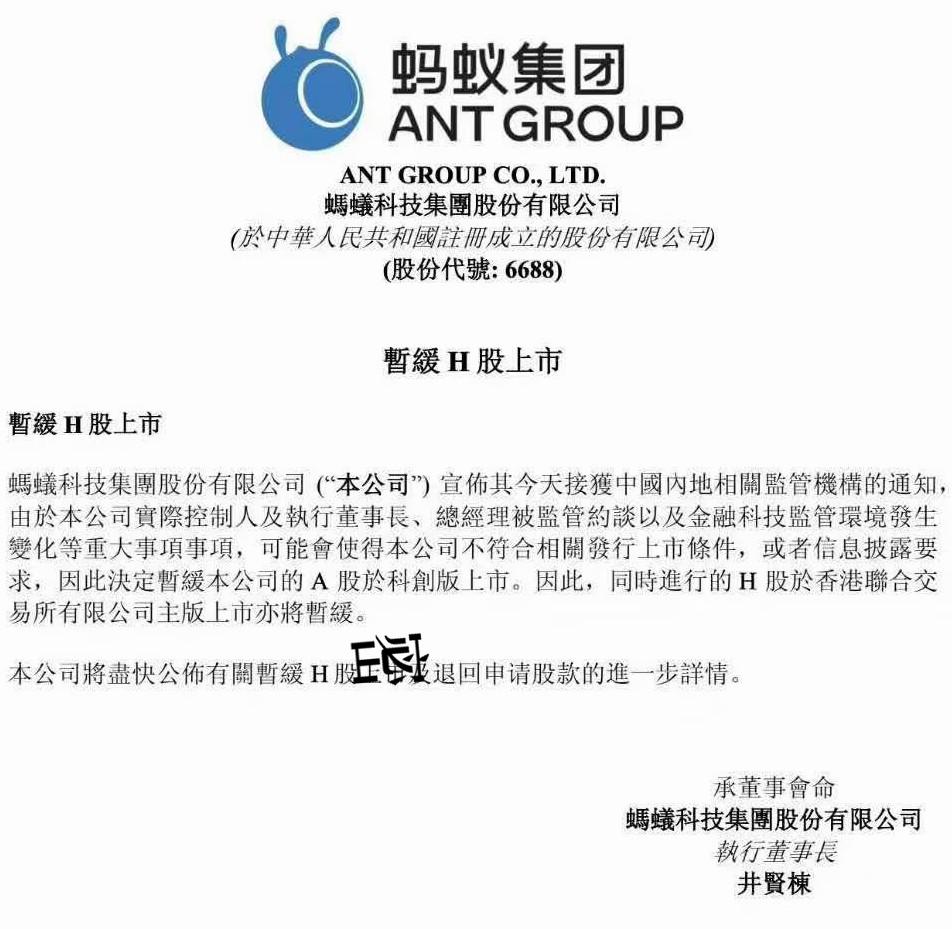 蚂蚁集团
ANT GROUP
ANT GROUP CO., LTD.
螞蟻科技集團股份有限公司
(於中華人民共和國註冊成立的股份有限公司)
(股份代號: 6688)
暫緩 H 股上市
暫緩 H 股上市
螞蟻科技集團股份有限公司 (“本公司”) 宣佈其今天接獲中國內地相關監管機構的通知,
由於本公司實際控制人及執行董事長、總經理被監管約談以及金融科技監管環境發生
變化等重大事項事項，可能會使得本公司不符合相關發行上市條件，或者信息披露要
求，因此決定暫緩本公司的 A 股於科創版上市。因此，同時進行的 H 股於香港聯合交
易所有限公司主版上市亦將暫緩。
本公司將盡快公佈有關暫緩 H 股上市及退回申请股款的進一步詳情。
承董事會命
螞蟻科技集團股份有限公司
執行董事長
井賢棟